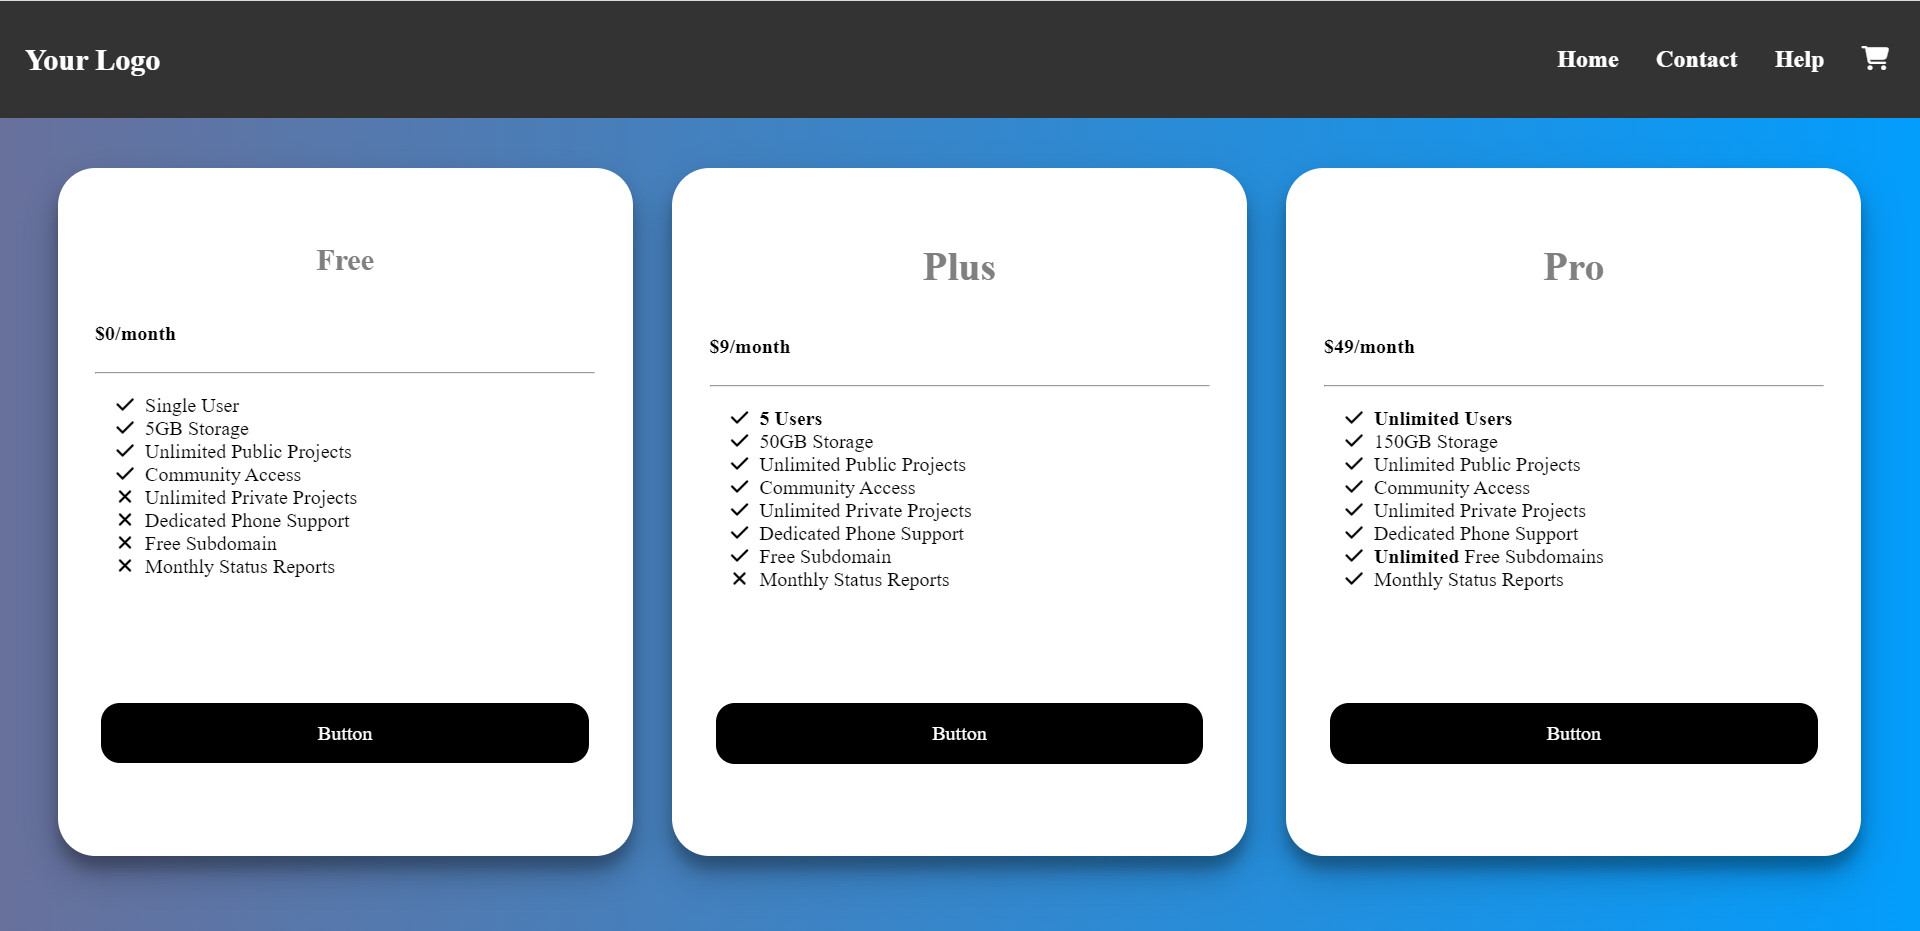 Your Logo
Home Contact Help
Free
$0/month
Single User
5GB Storage
Unlimited Public Projects
Community Access
Unlimited Private Projects
Dedicated Phone Support
Free Subdomain
Monthly Status Reports
Button
Plus
$9/month
5 Users
50GB Storage
Unlimited Public Projects
Community Access
Unlimited Private Projects
Dedicated Phone Support
Free Subdomain
Monthly Status Reports
Button
Pro
$49/month
Unlimited Users
150GB Storage
Unlimited Public Projects
Community Access
Unlimited Private Projects
Dedicated Phone Support
Unlimited Free Subdomains
Monthly Status Reports
Button